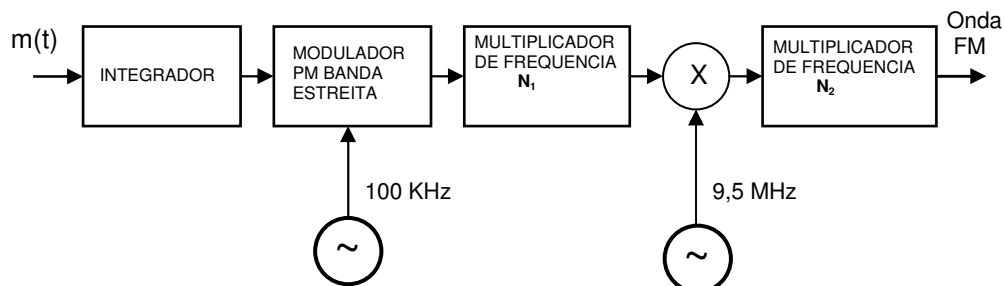 m(t)
INTEGRADOR
MODULADOR
PM BANDA
ESTREITA
MULTIPLICADOR
DE FREQUENCIA
N₁
X
MULTIPLICADOR
DE FREQUENCIA
N₂
Onda
FM
100 KHz
9,5 MHz
~
~